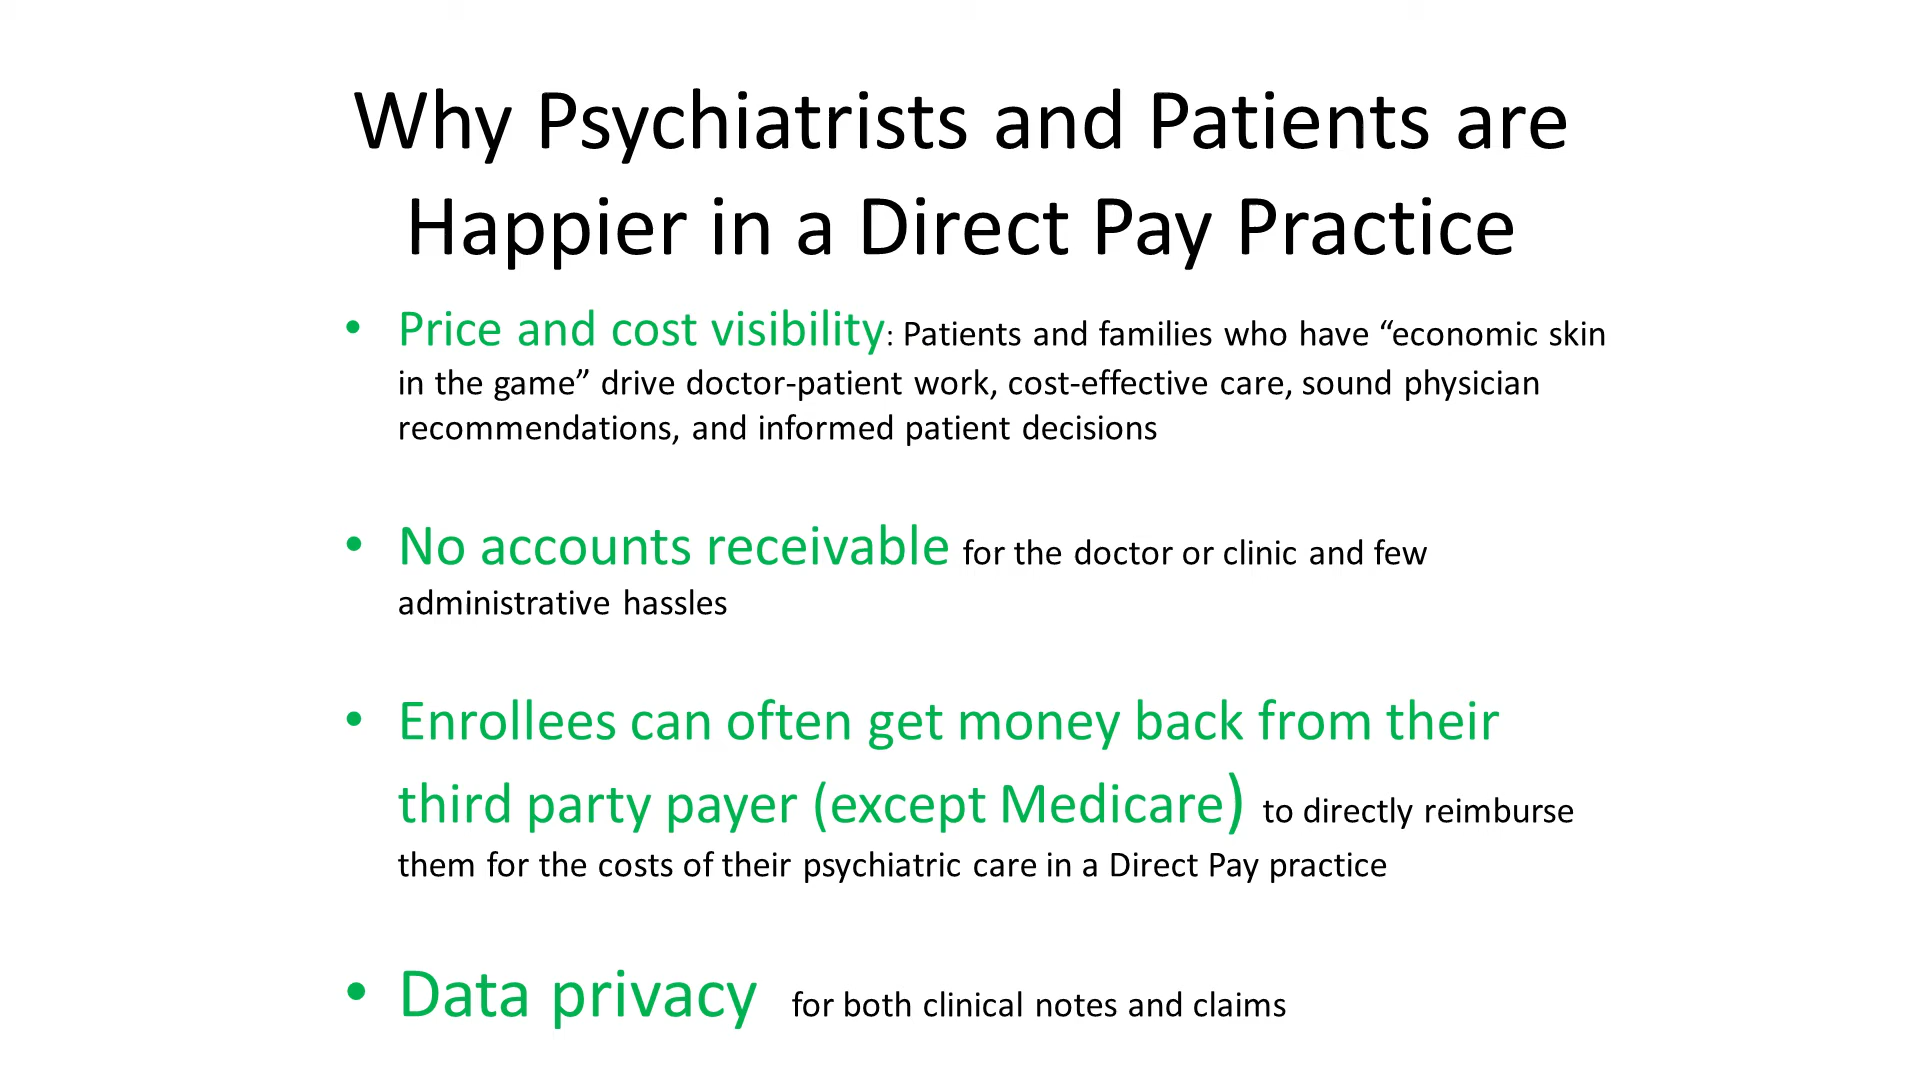 Why Psychiatrists and Patients are
Happier in a Direct Pay Practice
• Price and cost visibility: Patients and families who have “economic skin
in the game” drive doctor-patient work, cost-effective care, sound physician
recommendations, and informed patient decisions
• No accounts receivable for the doctor or clinic and few
administrative hassles
• Enrollees can often get money back from their
third party payer (except Medicare) to directly reimburse
them for the costs of their psychiatric care in a Direct Pay practice
• Data privacy for both clinical notes and claims